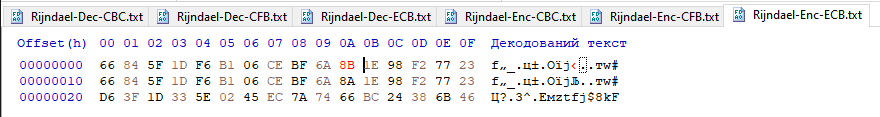 Rijndael-Dec-CBC.txt Rijndael-Dec-CFB.txt Rijndael-Dec-ECB.txt Rijndael-Enc-CBC.txt Rijndael-Enc-CFB.txt Rijndael-Enc-ECB.txt
Offset(h) 00 01 02 03 04 05 06 07 08 09 0A 0B 0C 0D 0E 0F Декодований текст
00000000 66 84 5F 1D F6 B1 06 CE BF 6A 8B 1E 98 F2 77 23 f„_.ц±.Оїj‹..тw#
00000010 66 84 5F 1D F6 B1 06 CE BF 6A 8A 1E 98 F2 77 23 f„_.ц±.ОїjЉ..тw#
00000020 D6 3F 1D 33 5E 02 45 EC 7A 74 66 BC 24 38 6B 46 Ц?.3^.Емztfј$8kF